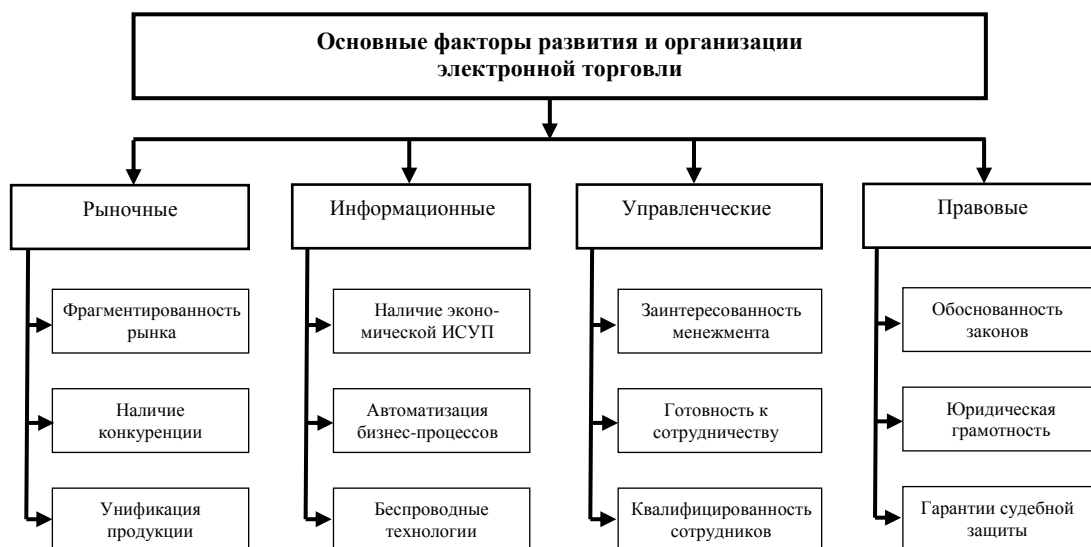 Основные факторы развития и организации
электронной торговли
Рыночные
Информационные
Управленческие
Правовые
Фрагментированность
рынка
Наличие эконо-
мической ИСУП
Заинтересованность
менежмента
Обоснованность
законов
Наличие
конкуренции
Автоматизация
бизнес-процессов
Готовность к
сотрудничеству
Юридическая
грамотность
Унификация
продукции
Беспроводные
технологии
Квалифицированность
сотрудников
Гарантии судебной
защиты